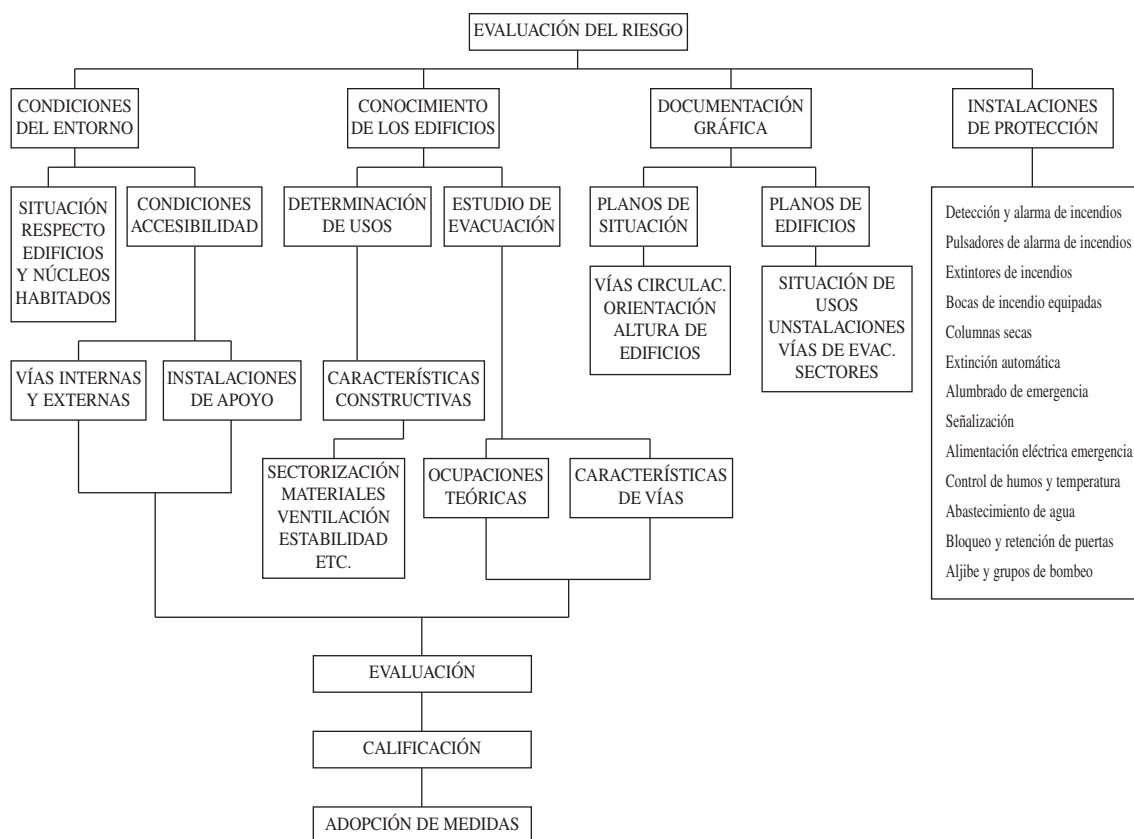 EVALUACIÓN DEL RIESGO
CONDICIONES
DEL ENTORNO
CONOCIMIENTO
DE LOS EDIFICIOS
DOCUMENTACIÓN
GRÁFICA
INSTALACIONES
DE PROTECCIÓN
SITUACIÓN
RESPECTO
EDIFICIOS
Y NÚCLEOS
HABITADOS
CONDICIONES
ACCESIBILIDAD
DETERMINACIÓN
DE USOS
ESTUDIO DE
EVACUACIÓN
PLANOS DE
SITUACIÓN
PLANOS DE
EDIFICIOS
VÍAS CIRCULAC.
ORIENTACIÓN
ALTURA DE
EDIFICIOS
SITUACIÓN DE
USOS
UNSTALACIONES
VÍAS DE EVAC.
SECTORES
Detección y alarma de incendios
Pulsadores de alarma de incendios
Extintores de incendios
Bocas de incendio equipadas
Columnas secas
Extinción automática
Alumbrado de emergencia
Señalización
Alimentación eléctrica emergencia
Control de humos y temperatura
Abastecimiento de agua
Bloqueo y retención de puertas
Aljibe y grupos de bombeo
VÍAS INTERNAS
Y EXTERNAS
INSTALACIONES
DE APOYO
CARACTERÍSTICAS
CONSTRUCTIVAS
SECTORIZACIÓN
MATERIALES
VENTILACIÓN
ESTABILIDAD
ETC.
OCUPACIONES
TEÓRICAS
CARACTERÍSTICAS
DE VÍAS
EVALUACIÓN
CALIFICACIÓN
ADOPCIÓN DE MEDIDAS